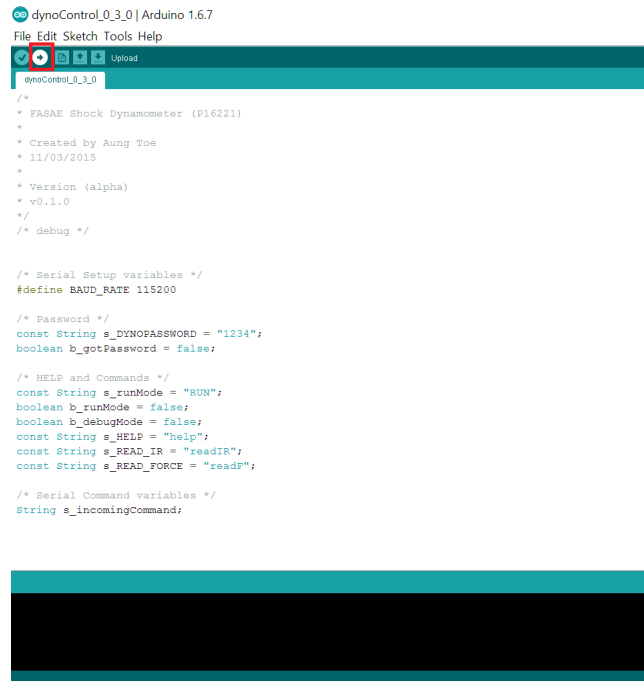 dynoControl_0_3_0 | Arduino 1.6.7
File Edit Sketch Tools Help
Upload
dynoControl_0_3_0
/*
* FASAE Shock Dynamometer (P16221)
*
* Created by Aung Toe
* 11/03/2015
*
* Version (alpha)
* v0.1.0
*/
/* debug */
/* Serial Setup variables */
#define BAUD_RATE 115200
/* Password */
const String s_DYNOPASSWORD = "1234";
boolean b_gotPassword = false;
/* HELP and Commands */
const String s_runMode = "RUN";
boolean b_runMode = false;
boolean b_debugMode = false;
const String s_HELP = "help";
const String s_READ_IR = "readIR";
const String s_READ_FORCE = "readF";
/* Serial Command variables */
String s_incomingCommand;